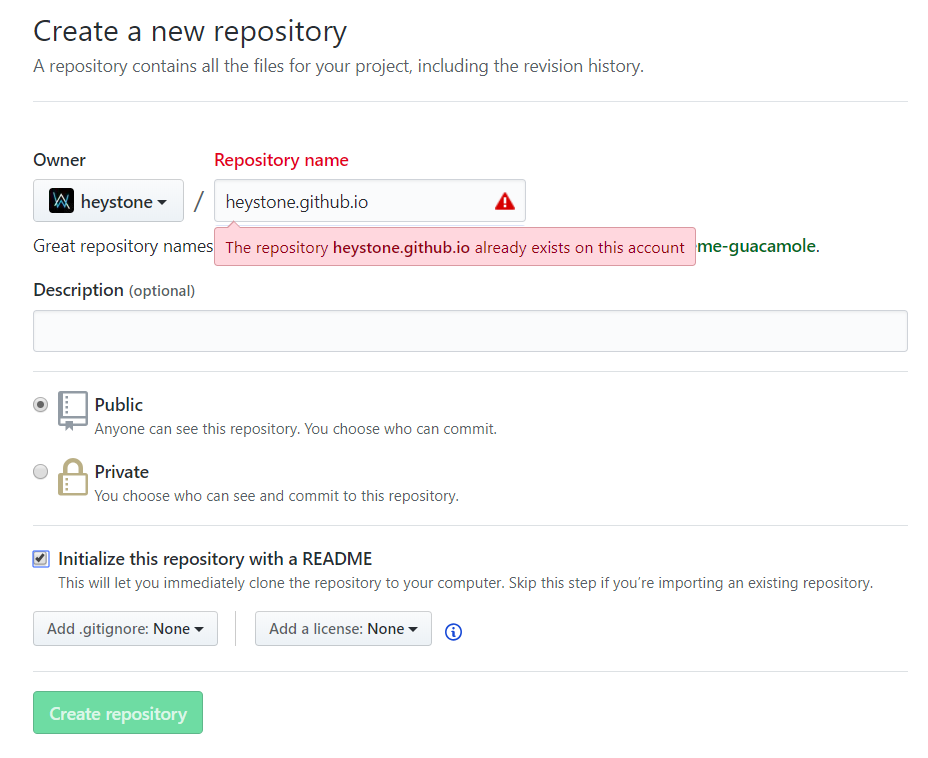 Create a new repository
A repository contains all the files for your project, including the revision history.
Owner
Repository name
heystone
/
heystone.github.io
Great repository names
me-guacamole.
The repository heystone.github.io already exists on this account
Description (optional)
Public
Anyone can see this repository. You choose who can commit.
Private
You choose who can see and commit to this repository.
Initialize this repository with a README
This will let you immediately clone the repository to your computer. Skip this step if you’re importing an existing repository.
Add .gitignore: None
Add a license: None
Create repository